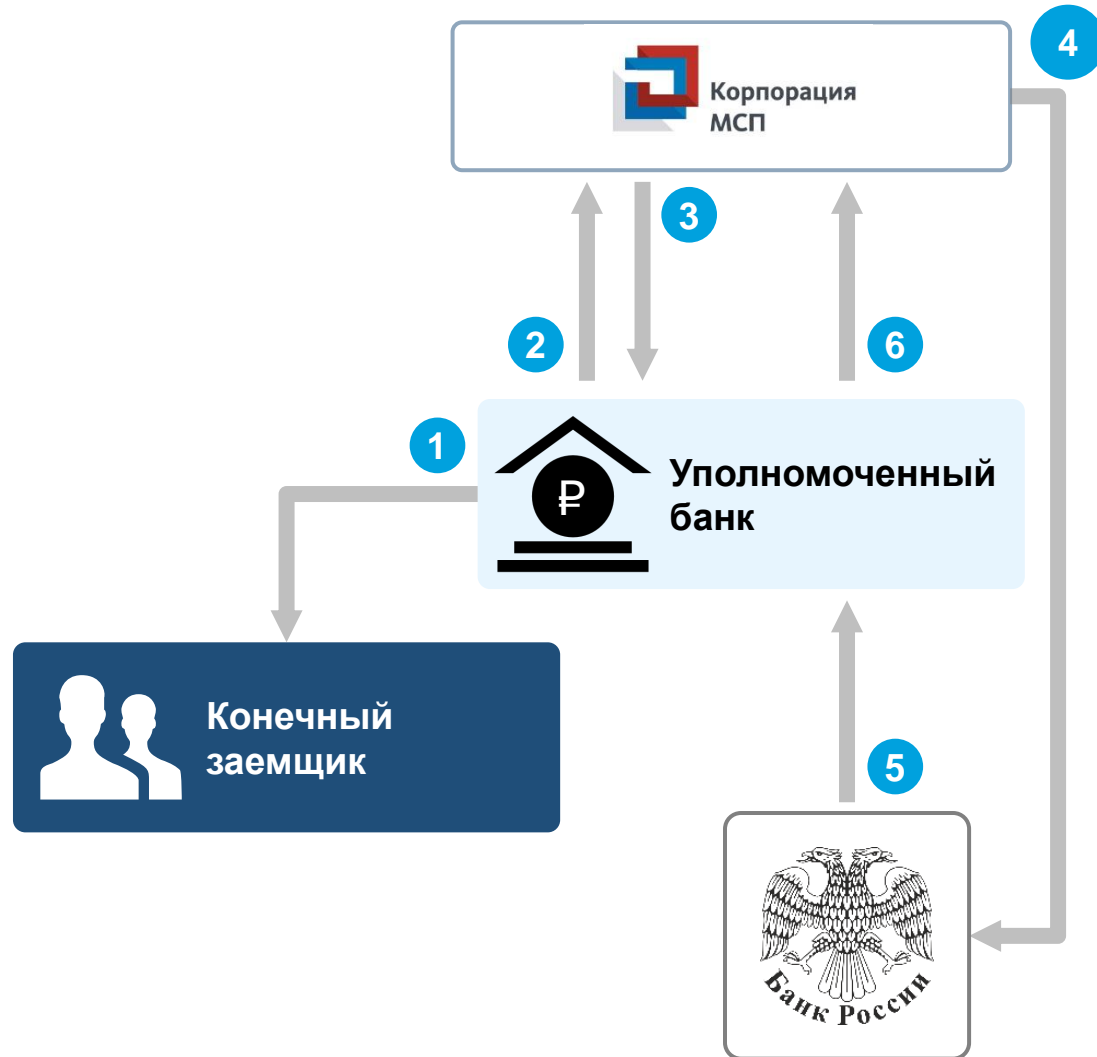 4
Корпорация
МСП
3
2
6
1
₽
Уполномоченный
банк
Конечный
заемщик
5
Банк России